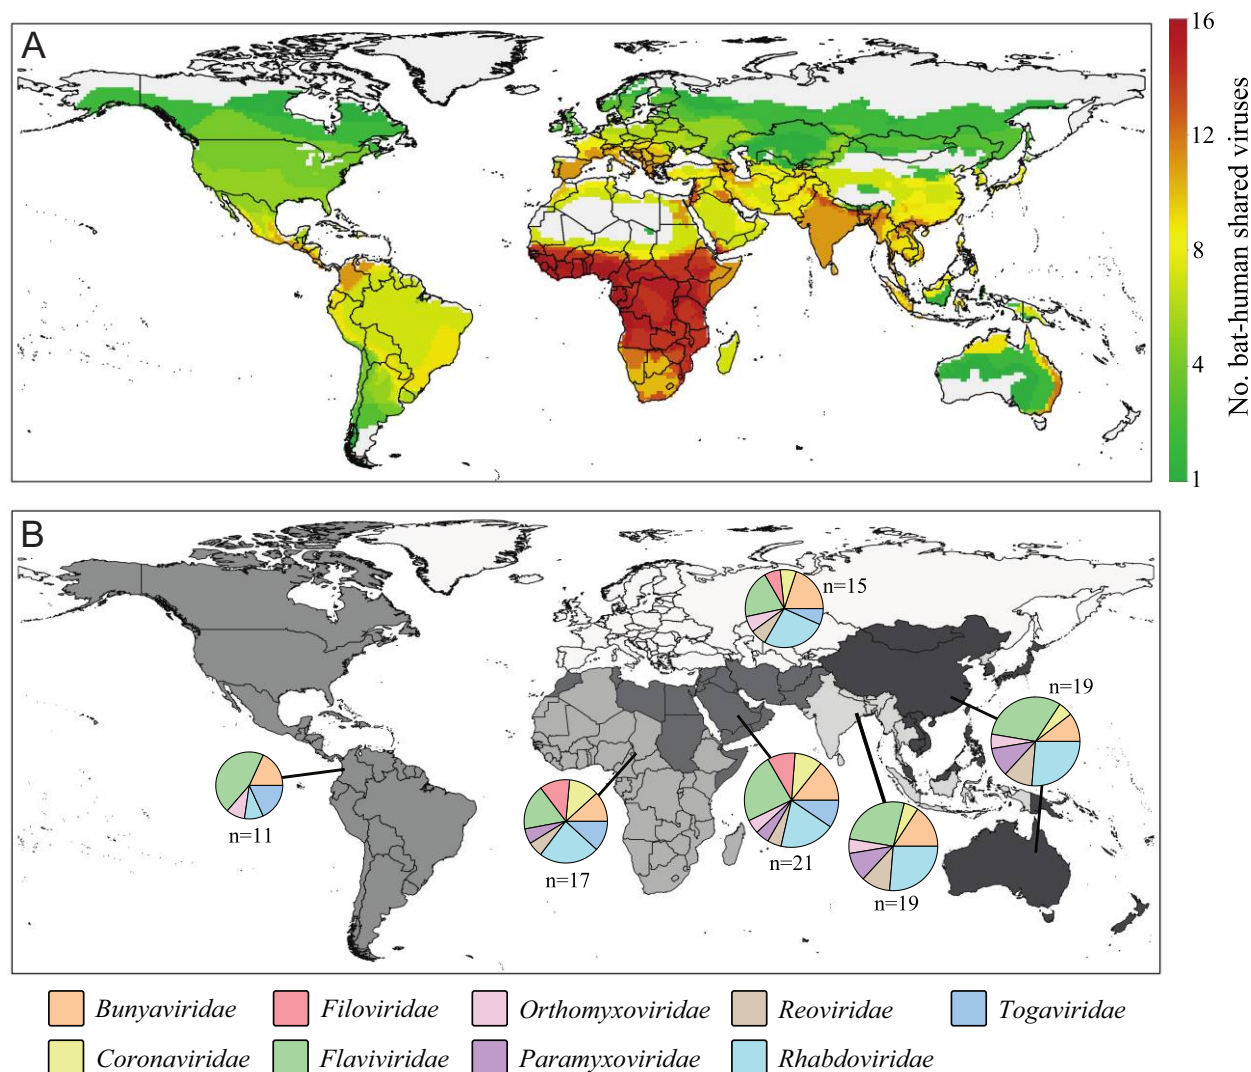 A
16
12
8
4
1
No. bat-human shared viruses
B
n=15
n=19
n=11
n=17
n=21
n=19
Bunyaviridae
Filoviridae
Orthomyxoviridae
Reoviridae
Togaviridae
Coronaviridae
Flaviviridae
Paramyxoviridae
Rhabdoviridae